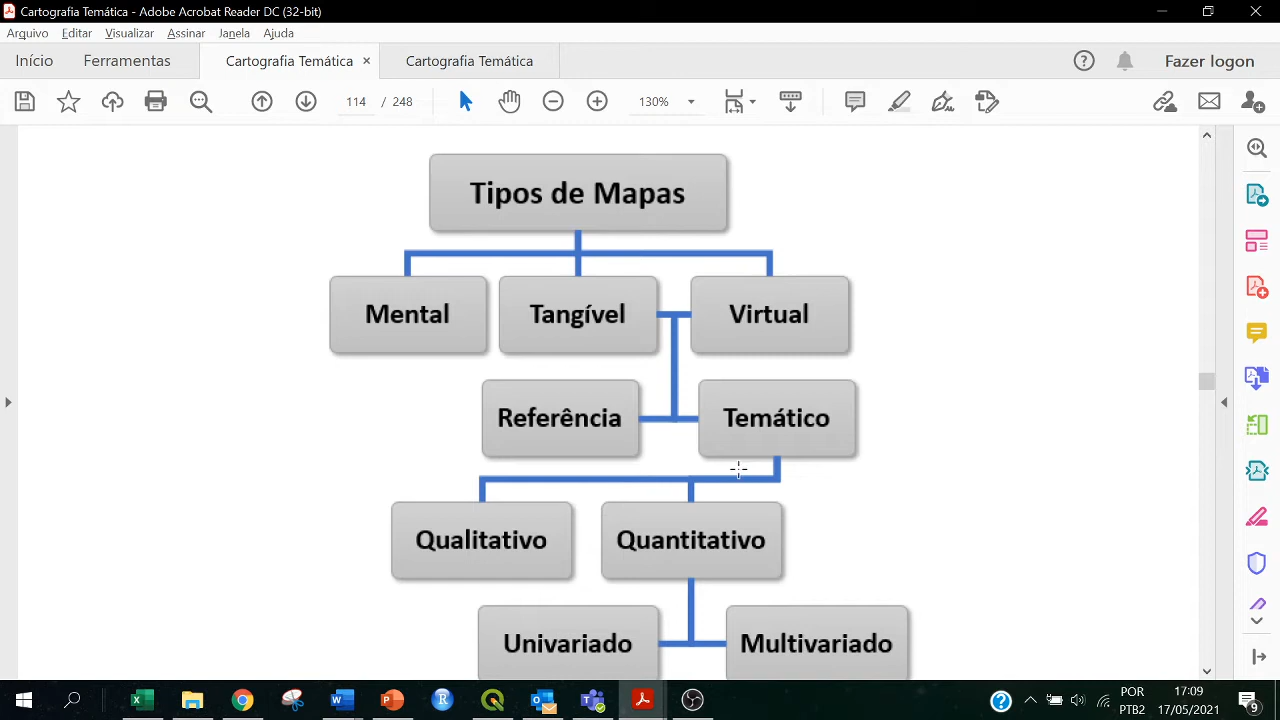 Cartografia Temática - Adobe Acrobat Reader DC (32-bit)
Arquivo Editar Visualizar Assinar Janela Ajuda
Início Ferramentas Cartografia Temática × Cartografia Temática Fazer logon
114 / 248 130%
Tipos de Mapas
Mental Tangível Virtual
Referência Temático
Qualitativo Quantitativo
Univariado Multivariado
POR 17:09
PTB2 17/05/2021 9